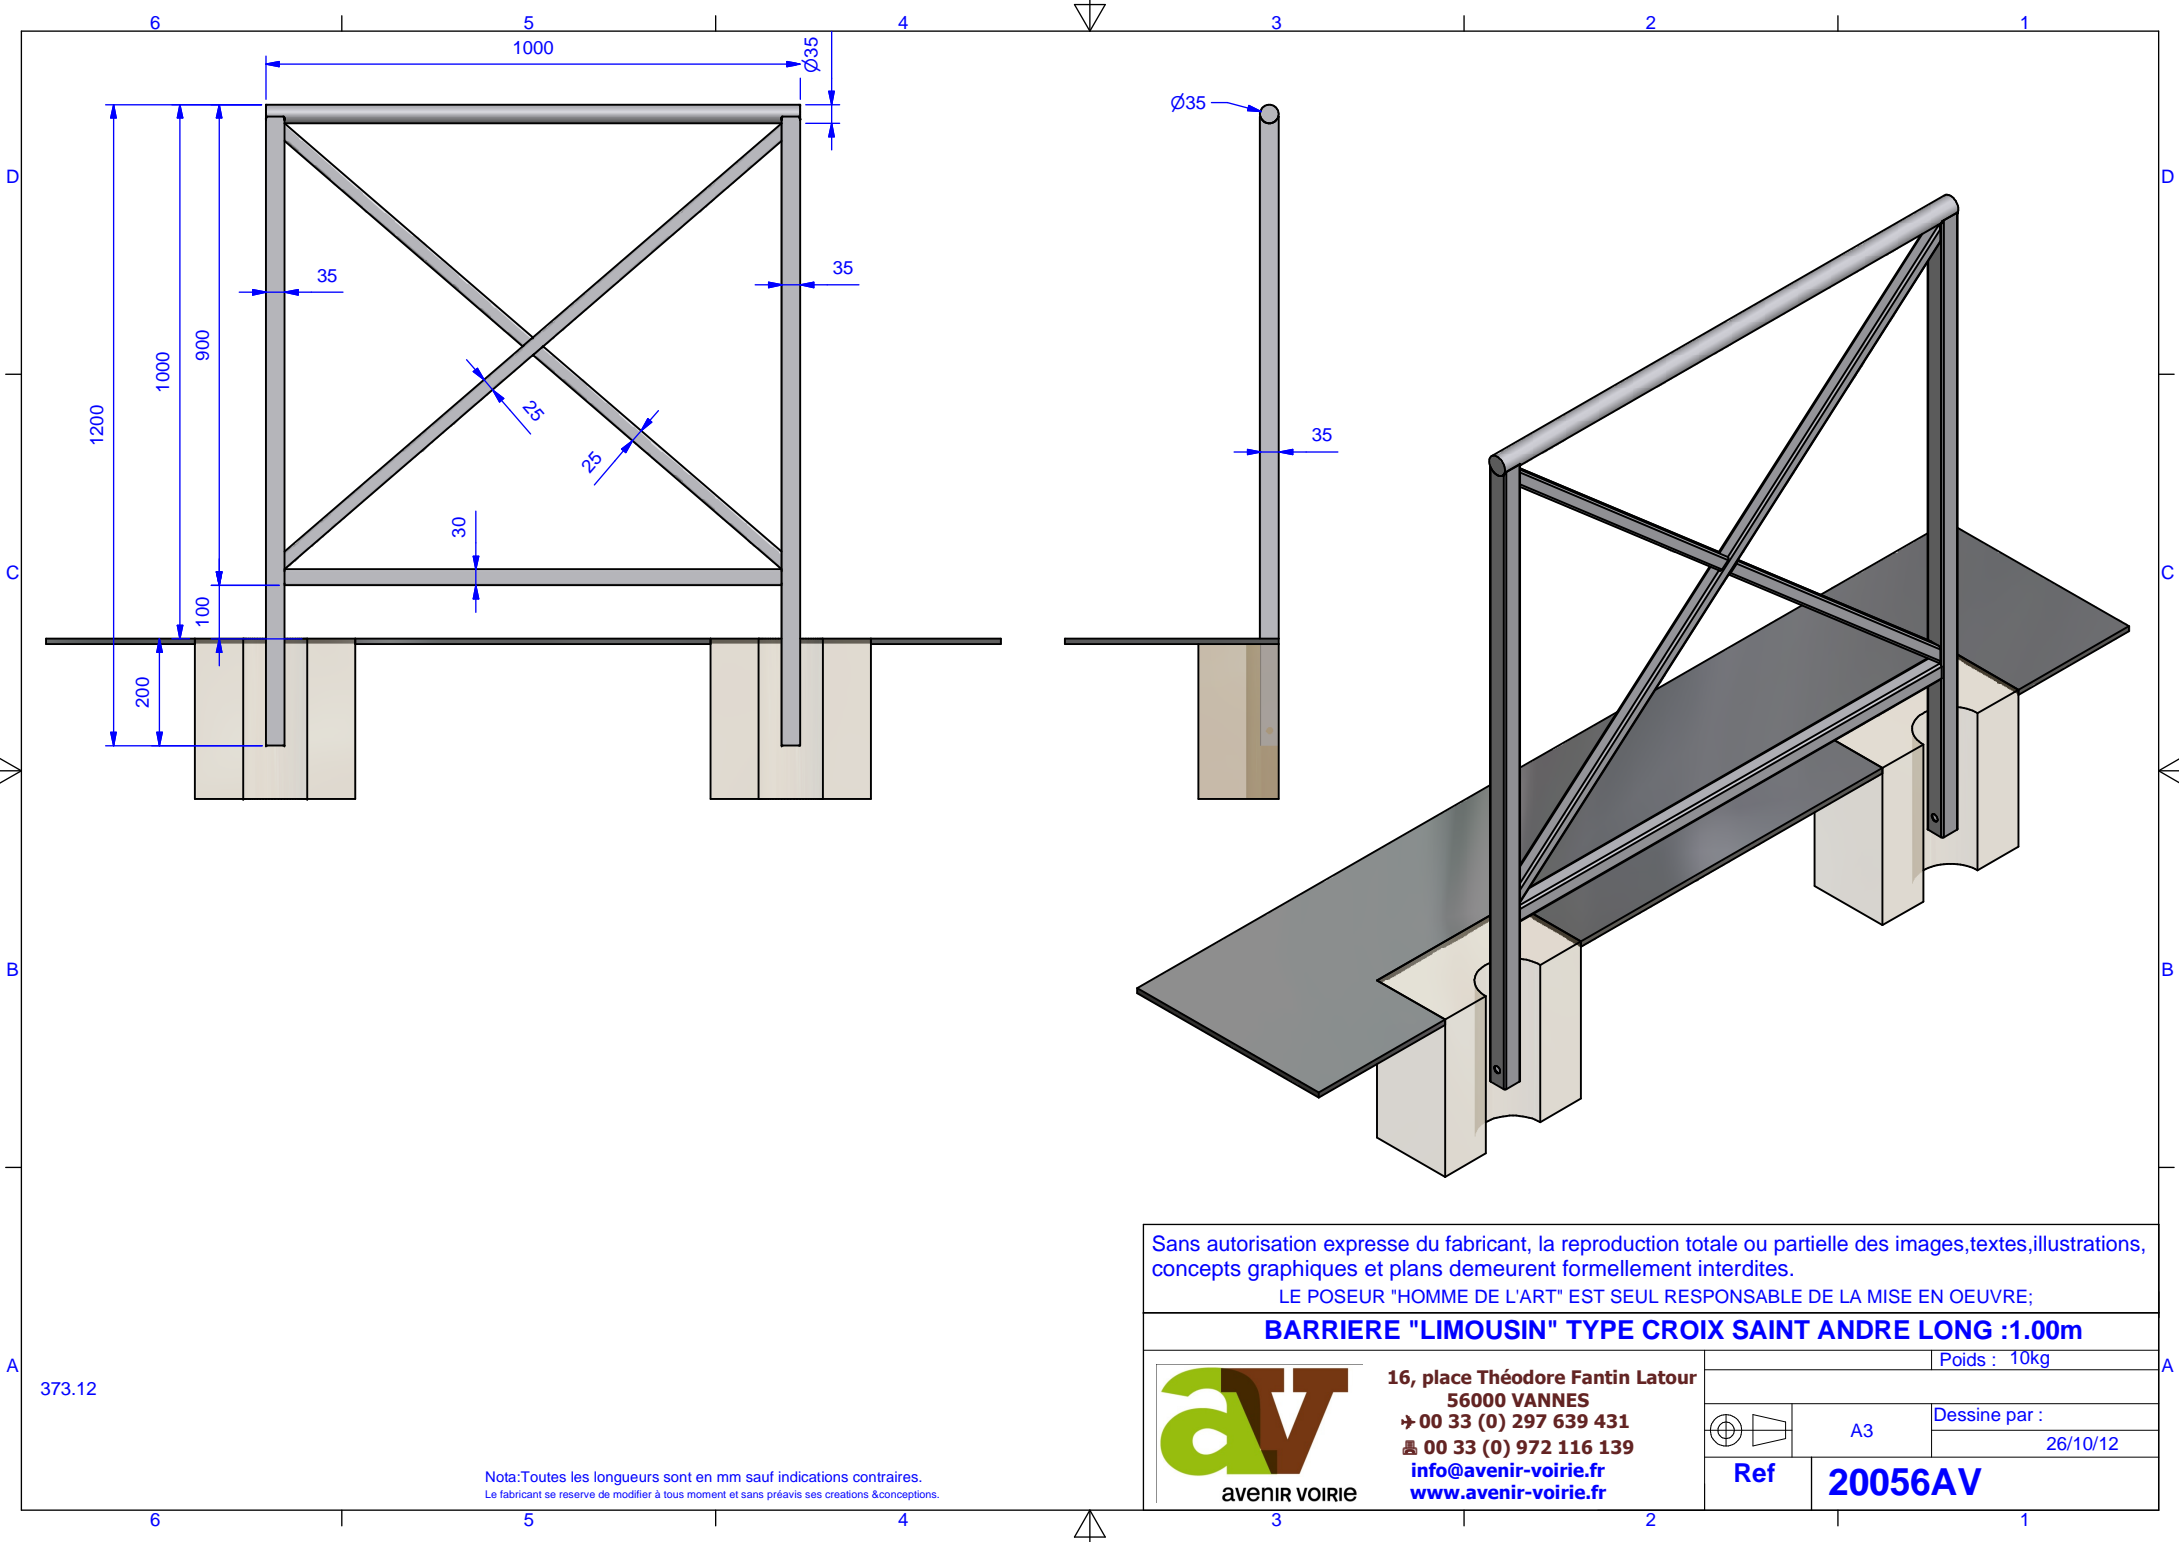 6 5 4 3 2 1
1000
Ø35
Ø35
D D
35
35
900
1000
1200
25
25
35
30
C C
100
200
B B
Sans autorisation expresse du fabricant, la reproduction totale ou partielle des images,textes,illustrations,
concepts graphiques et plans demeurent formellement interdites.
LE POSEUR "HOMME DE L'ART" EST SEUL RESPONSABLE DE LA MISE EN OEUVRE;
BARRIERE "LIMOUSIN" TYPE CROIX SAINT ANDRE LONG :1.00m
A A
373.12
av
avenir voirie
16, place Théodore Fantin Latour
56000 VANNES
✈ 00 33 (0) 297 639 431
00 33 (0) 972 116 139
info@avenir-voirie.fr
www.avenir-voirie.fr
Poids : 10kg
A3
Dessine par :
26/10/12
Ref 20056AV
Nota:Toutes les longueurs sont en mm sauf indications contraires.
Le fabricant se reserve de modifier à tous moment et sans préavis ses creations &conceptions.
6 5 4 3 2 1